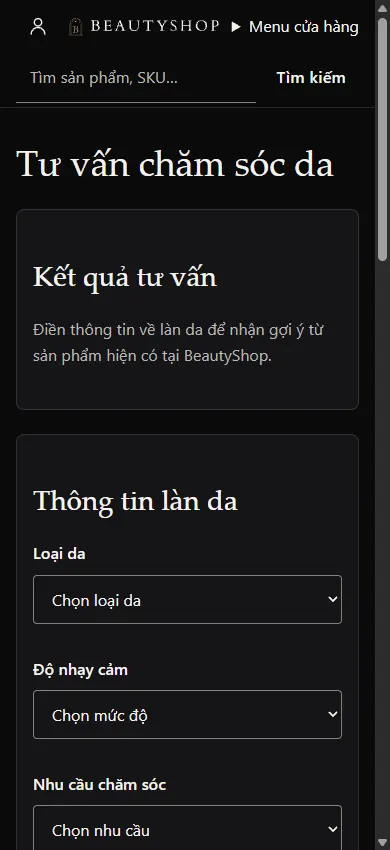 BEAUTYSHOP ▶ Menu cửa hàng
Tìm sản phẩm, SKU... Tìm kiếm
Tư vấn chăm sóc da
Kết quả tư vấn
Điền thông tin về làn da để nhận gợi ý từ
sản phẩm hiện có tại BeautyShop.
Thông tin làn da
Loại da
Chọn loại da
Độ nhạy cảm
Chọn mức độ
Nhu cầu chăm sóc
Chọn nhu cầu